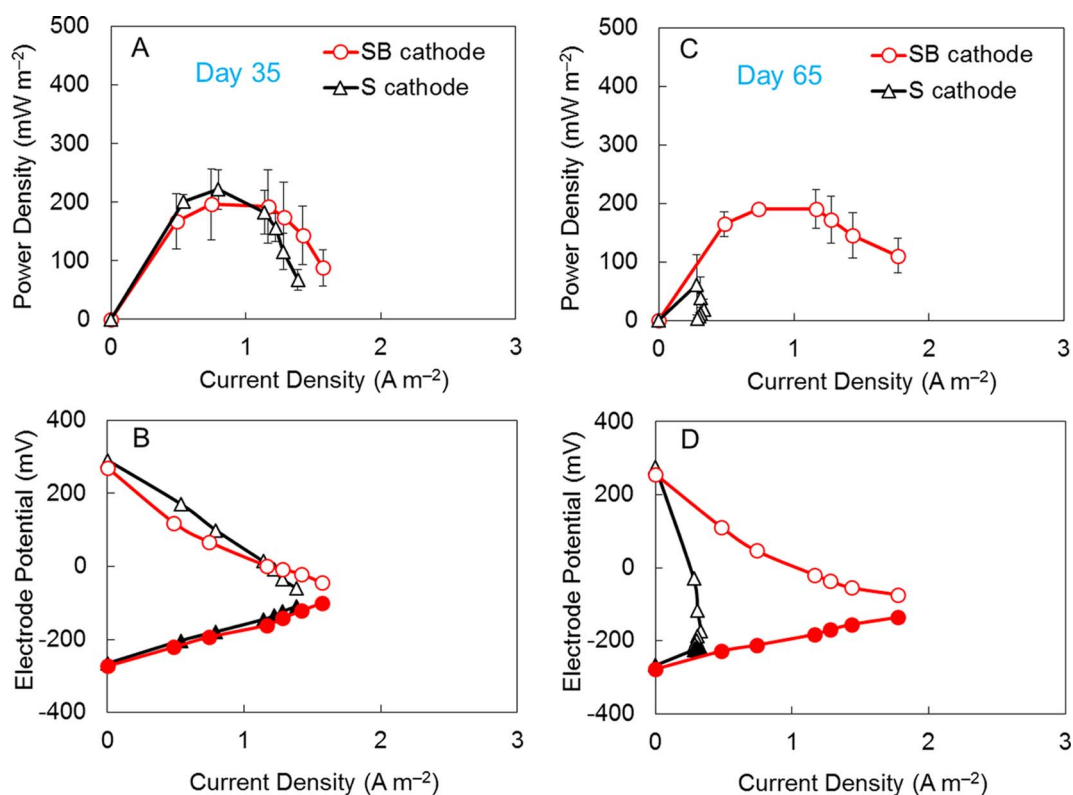 A
Day 35
SB cathode
S cathode
Power Density (mW m⁻²)
500
400
300
200
100
0
0 1 2 3
Current Density (A m⁻²)
C
Day 65
SB cathode
S cathode
Power Density (mW m⁻²)
500
400
300
200
100
0
0 1 2 3
Current Density (A m⁻²)
B
Electrode Potential (mV)
400
200
0
-200
-400
0 1 2 3
Current Density (A m⁻²)
D
Electrode Potential (mV)
400
200
0
-200
-400
0 1 2 3
Current Density (A m⁻²)